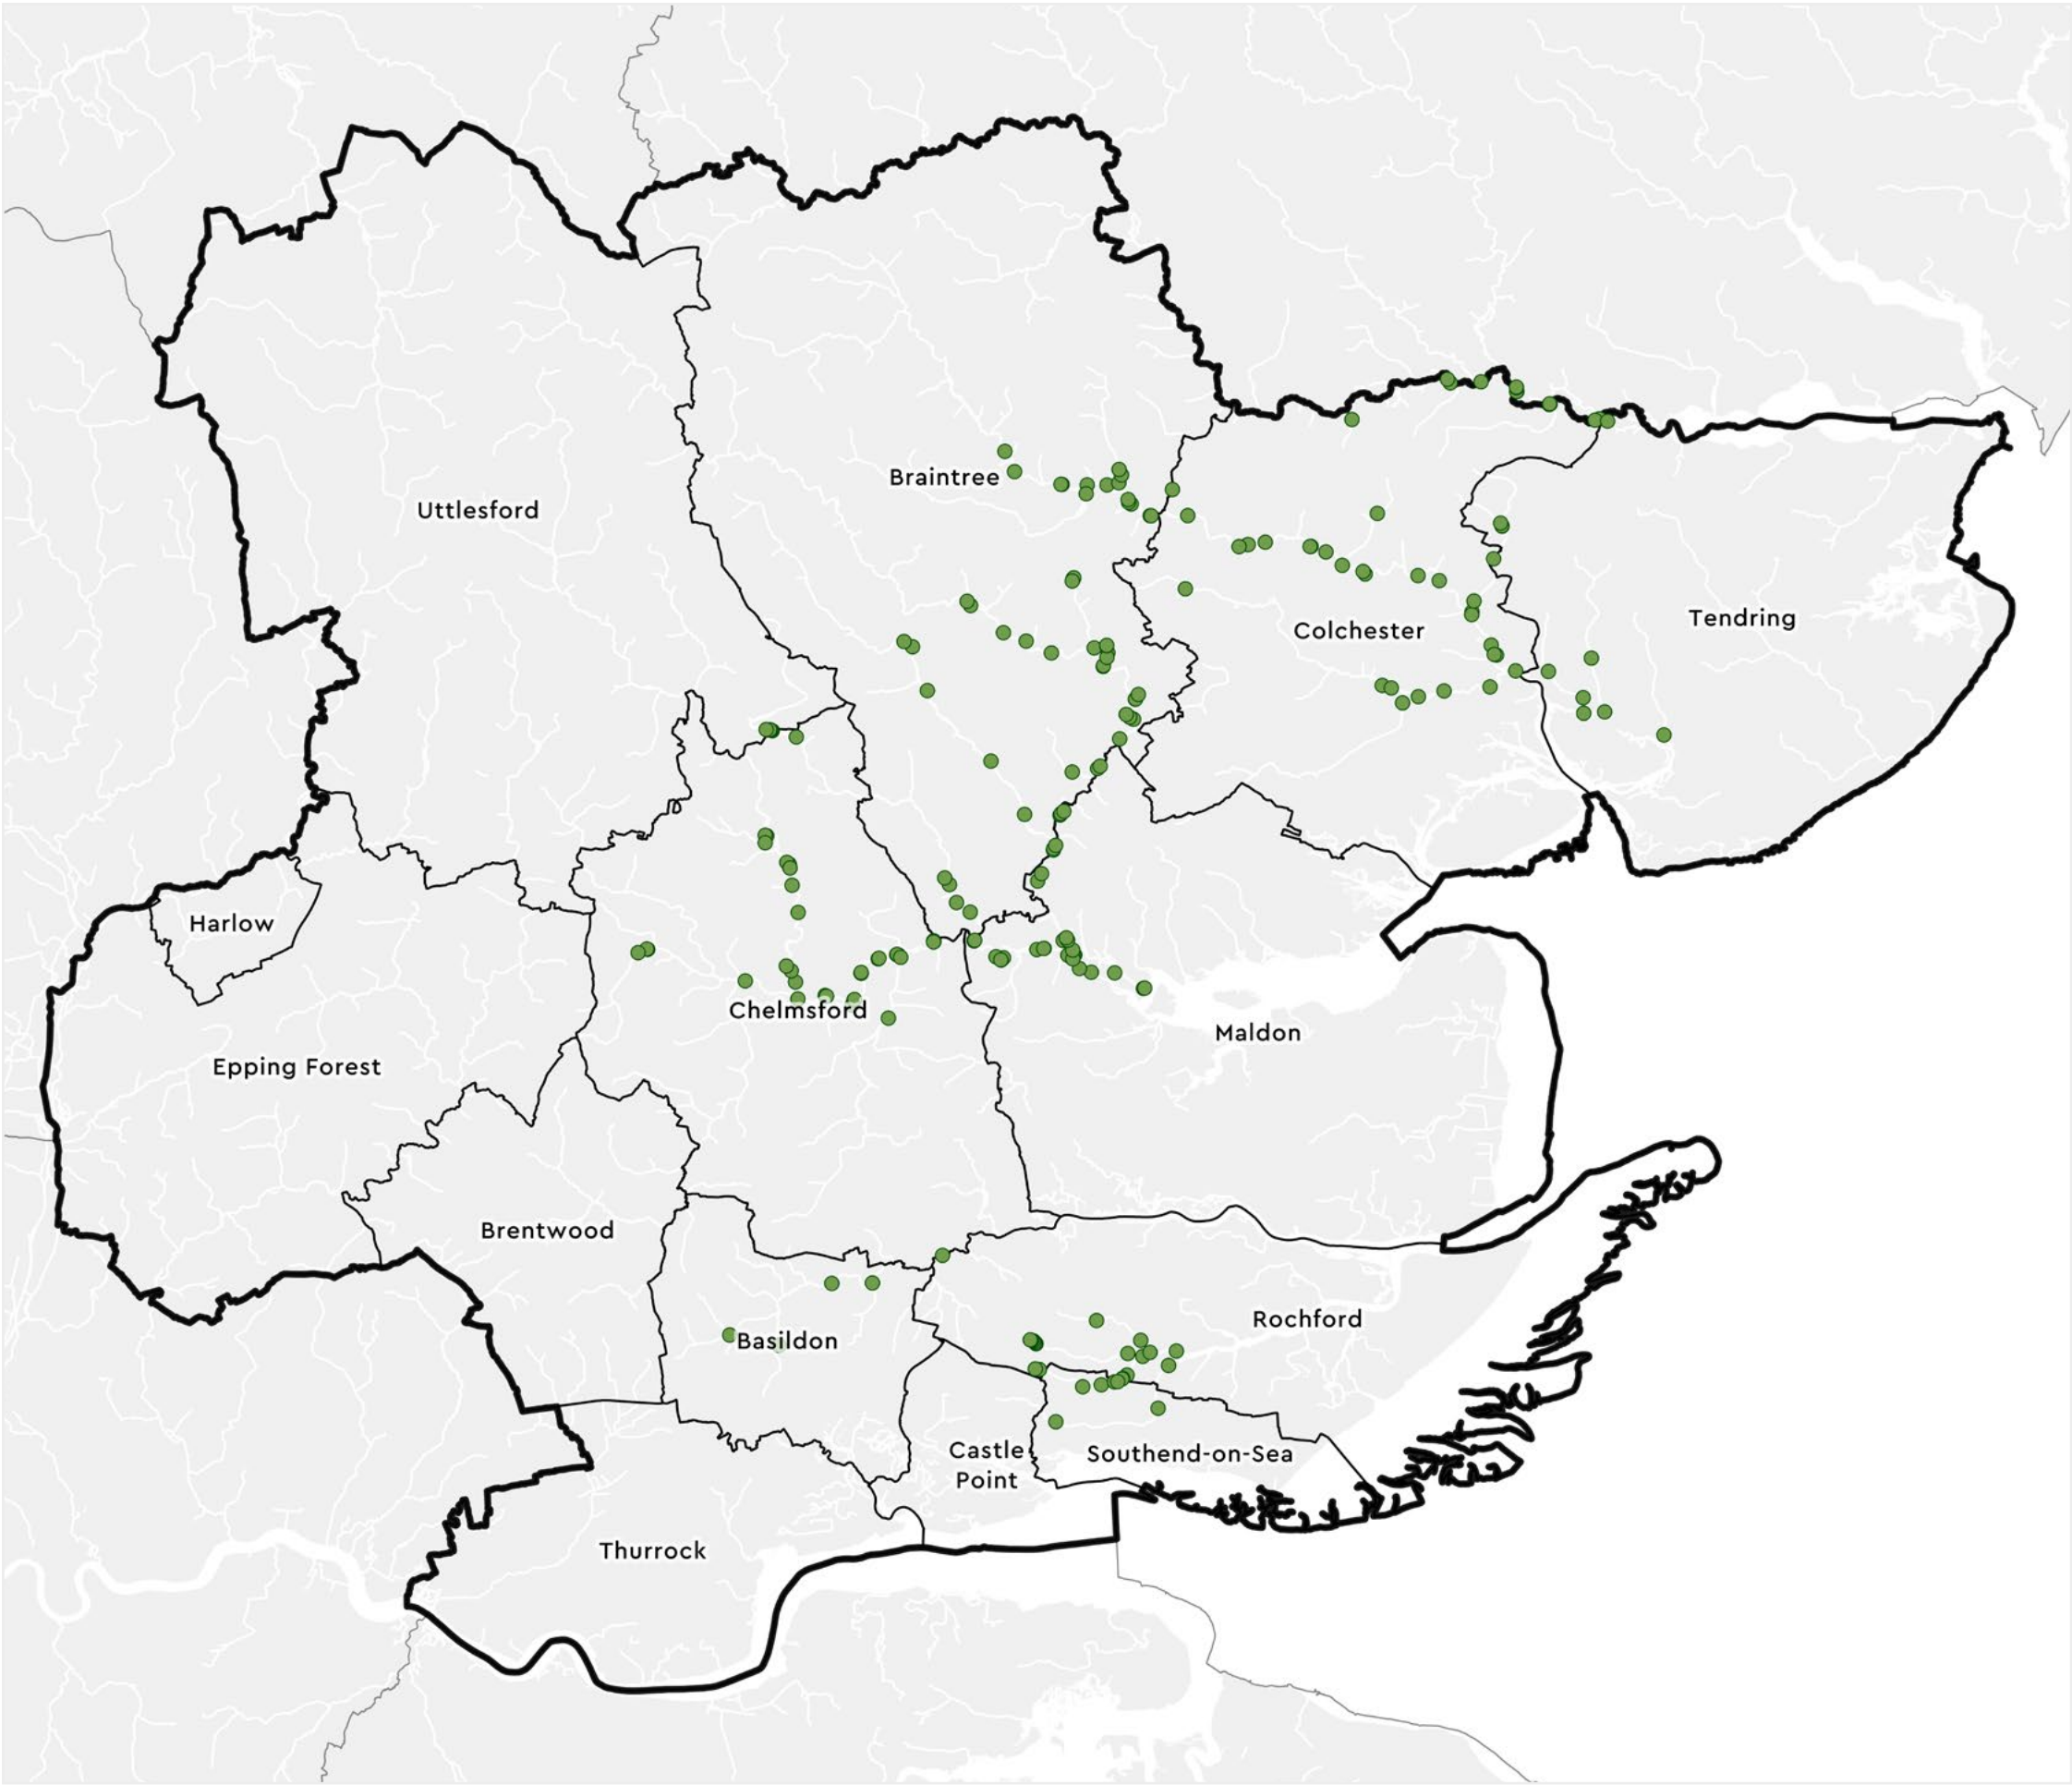 Braintree
Uttlesford
Tendring
Colchester
Harlow
Chelmsford
Maldon
Epping Forest
Brentwood
Rochford
Basildon
Castle
Point
Southend-on-Sea
Thurrock